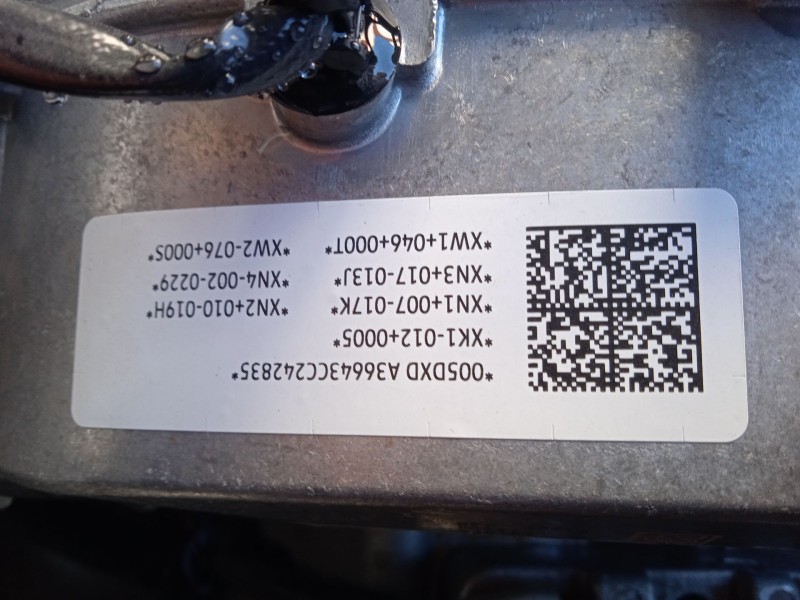 *005DXD A36643CC242835*
*XK1-012+0005*
*XN1+007-017K* *XN2+010-019H*
*XN3+017-013J* *XN4-002-0229*
*XW1+046+000T* *XW2-076+000S*